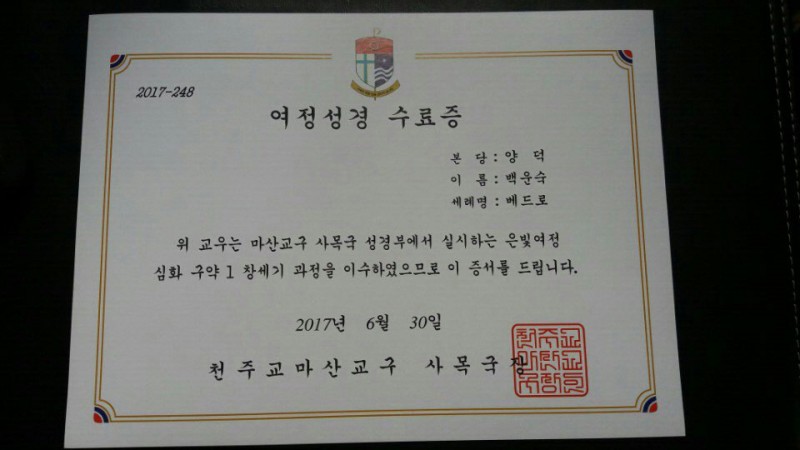 2017-248
여정성경 수료증
본 당 : 양 덕
이 름 : 백운숙
세례명 : 베드로
위 교우는 마산교구 사목국 성경부에서 실시하는 은빛여정
심화 구약 1 창세기 과정을 이수하였으므로 이 증서를 드립니다.
2017년 6월 30일
천주교마산교구 사목국장